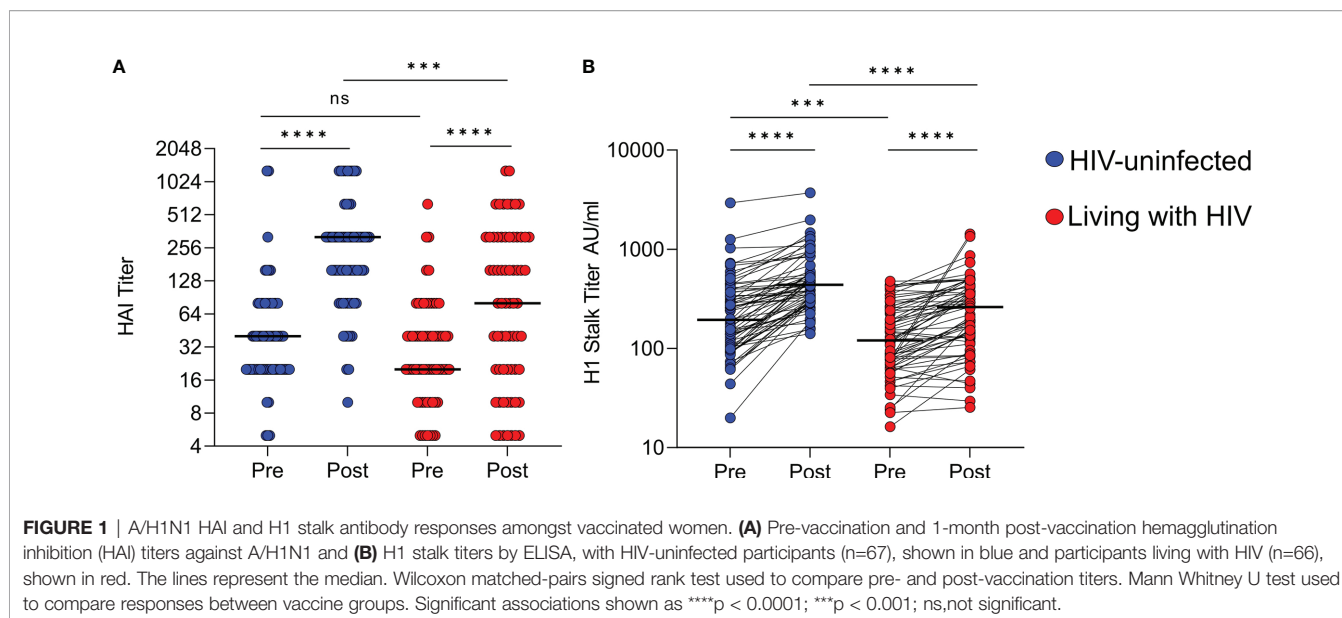 A
B
***
ns
****
****
****
***
****
****
HAI Titer
2048
1024
512
256
128
64
32
16
8
4
Pre
Post
Pre
Post
H1 Stalk Titer AU/ml
10000
1000
100
10
Pre
Post
Pre
Post
HIV-uninfected
Living with HIV
FIGURE 1 | A/H1N1 HAI and H1 stalk antibody responses amongst vaccinated women. (A) Pre-vaccination and 1-month post-vaccination hemagglutination
inhibition (HAI) titers against A/H1N1 and (B) H1 stalk titers by ELISA, with HIV-uninfected participants (n=67), shown in blue and participants living with HIV (n=66),
shown in red. The lines represent the median. Wilcoxon matched-pairs signed rank test used to compare pre- and post-vaccination titers. Mann Whitney U test used
to compare responses between vaccine groups. Significant associations shown as ****p < 0.0001; ***p < 0.001; ns,not significant.